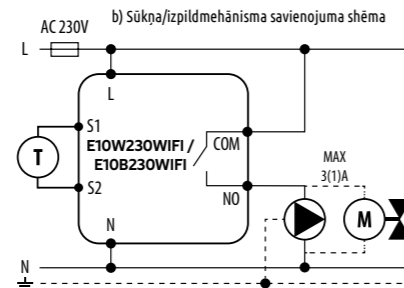 b) Sūkņa/izpildmehānisma savienojuma shēma
AC 230V
L
L
S1
E10W230WIFI /
E10B230WIFI
COM
T
S2
NO
MAX
3(1)A
M
N
N